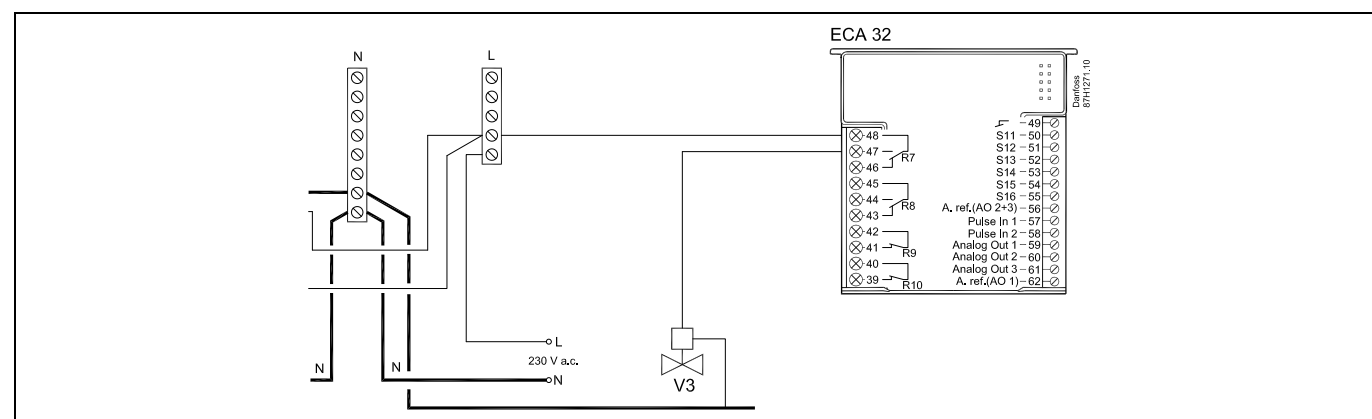 ECA 32
N
L
Danfoss
87H1271.10
48
47
46
R7
45
44
43
R8
42
41
R9
40
39
R10
49
S11 – 50
S12 – 51
S13 – 52
S14 – 53
S15 – 54
S16 – 55
A. ref.(AO 2+3) – 56
Pulse In 1 – 57
Pulse In 2 – 58
Analog Out 1 – 59
Analog Out 2 – 60
Analog Out 3 – 61
A. ref.(AO 1) – 62
L
230 V a.c.
N
N
N
V3